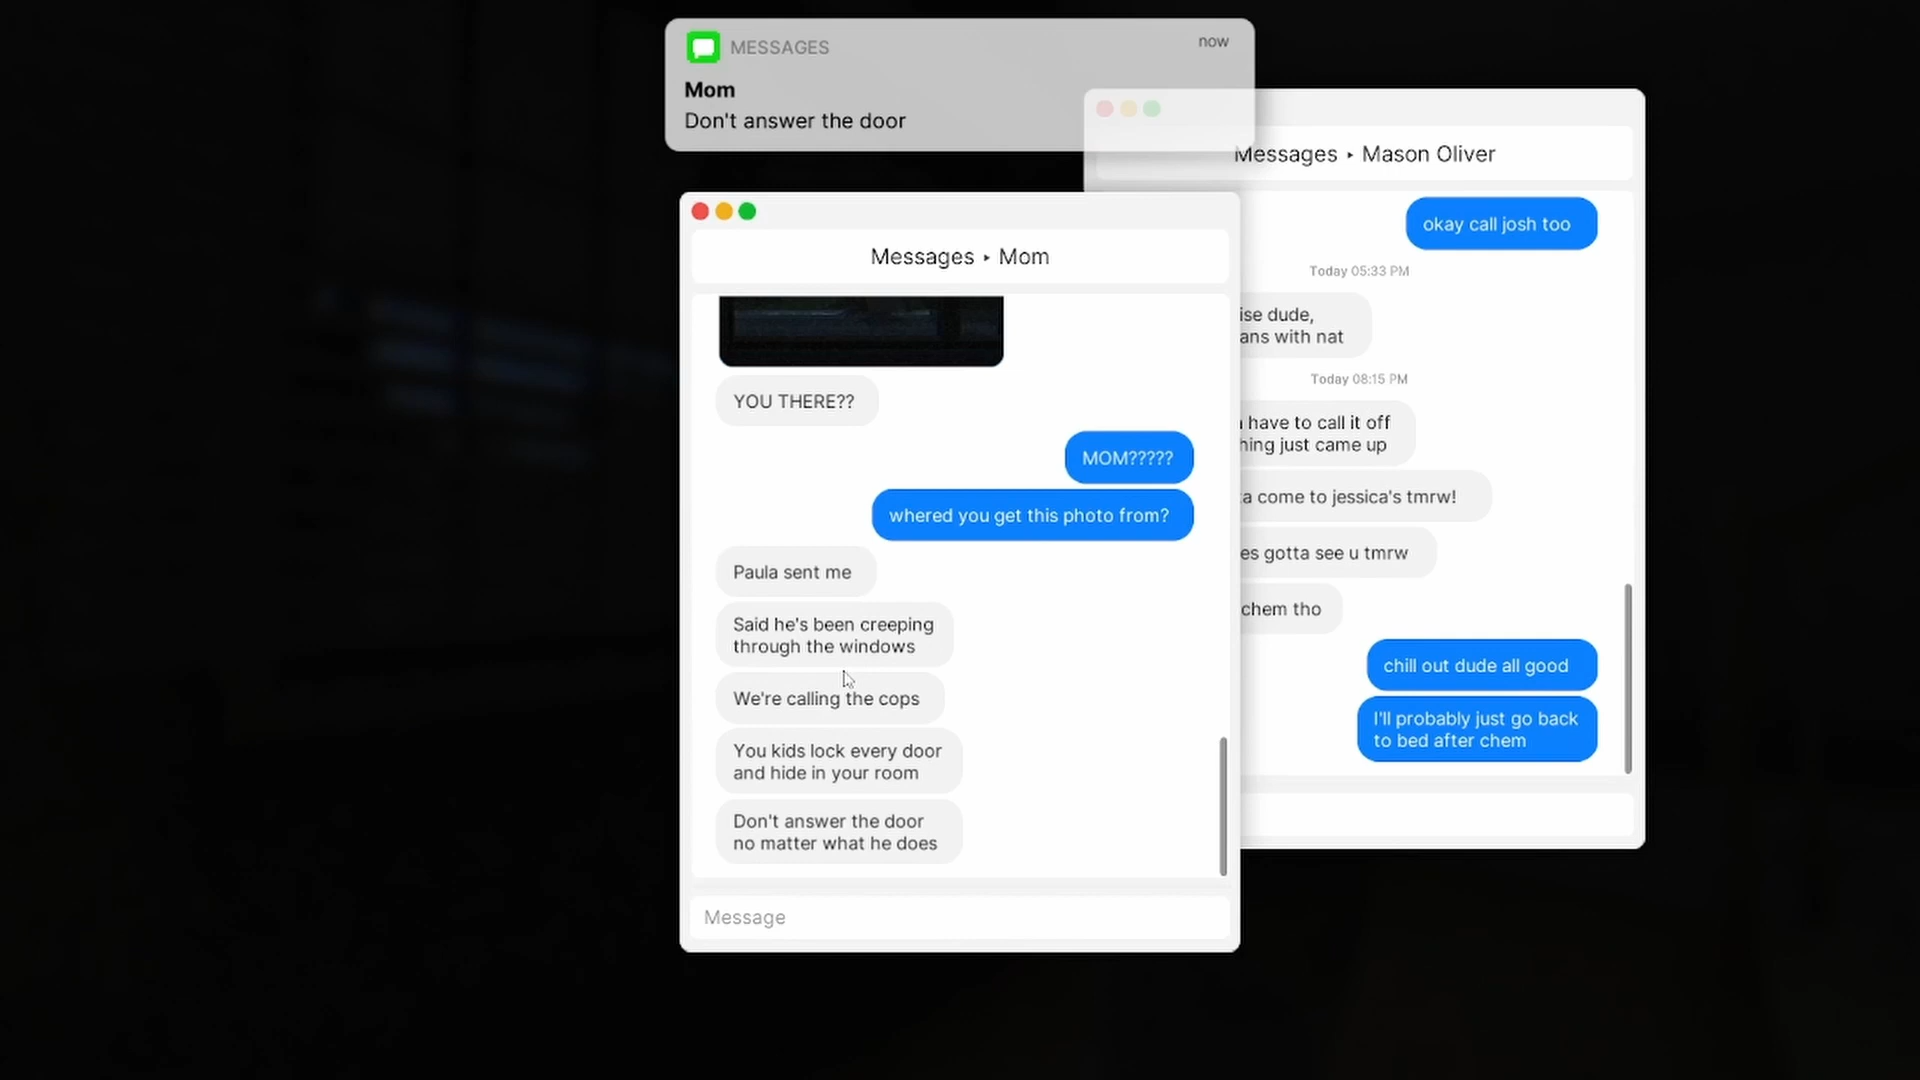 MESSAGES
now
Mom
Don't answer the door
Messages ‣ Mom
YOU THERE??
MOM?????
whered you get this photo from?
Paula sent me
Said he's been creeping
through the windows
We're calling the cops
You kids lock every door
and hide in your room
Don't answer the door
no matter what he does
Message
Messages ‣ Mason Oliver
okay call josh too
Today 05:33 PM
dude,
with nat
Today 08:15 PM
have to call it off
just came up
come to jessica's tmrw!
gotta see u tmrw
chem tho
chill out dude all good
I'll probably just go back
to bed after chem